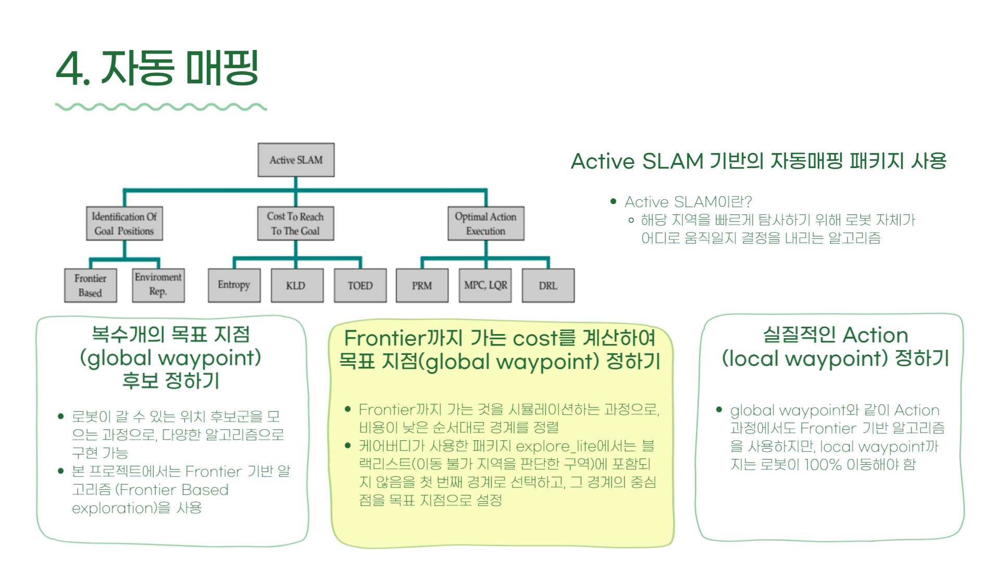 4. 자동 매핑
Active SLAM
Identification Of
Goal Positions
Cost To Reach
To The Goal
Optimal Action
Execution
Frontier
Based
Enviroment
Rep.
Entropy
KLD
TOED
PRM
MPC, LQR
DRL
Active SLAM 기반의 자동매핑 패키지 사용
Active SLAM이란?
해당 지역을 빠르게 탐사하기 위해 로봇 자체가
어디로 움직일지 결정을 내리는 알고리즘
복수개의 목표 지점
(global waypoint)
후보 정하기
로봇이 갈 수 있는 위치 후보군을 모
으는 과정으로, 다양한 알고리즘으로
구현 가능
본 프로젝트에서는 Frontier 기반 알
고리즘 (Frontier Based
exploration)을 사용
Frontier까지 가는 cost를 계산하여
목표 지점(global waypoint) 정하기
Frontier까지 가는 것을 시뮬레이션하는 과정으로,
비용이 낮은 순서대로 경계를 정렬
케어버디가 사용한 패키지 explore_lite에서는 블
랙리스트(이동 불가 지역을 판단한 구역)에 포함되
지 않음을 첫 번째 경계로 선택하고, 그 경계의 중심
점을 목표 지점으로 설정
실질적인 Action
(local waypoint) 정하기
global waypoint와 같이 Action
과정에서도 Frontier 기반 알고리즘
을 사용하지만, local waypoint까
지는 로봇이 100% 이동해야 함